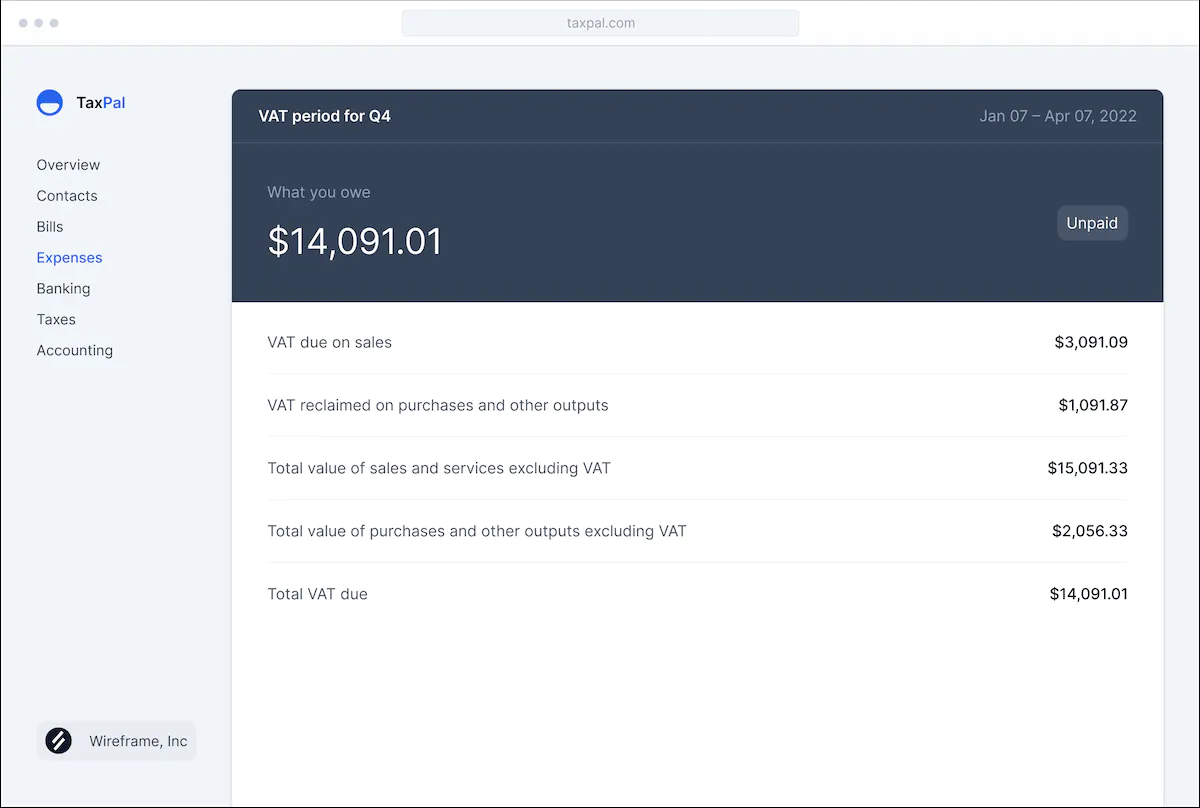 taxpal.com
TaxPal
Overview
Contacts
Bills
Expenses
Banking
Taxes
Accounting
Wireframe, Inc
VAT period for Q4 Jan 07 – Apr 07, 2022
What you owe
$14,091.01
Unpaid
VAT due on sales $3,091.09
VAT reclaimed on purchases and other outputs $1,091.87
Total value of sales and services excluding VAT $15,091.33
Total value of purchases and other outputs excluding VAT $2,056.33
Total VAT due $14,091.01